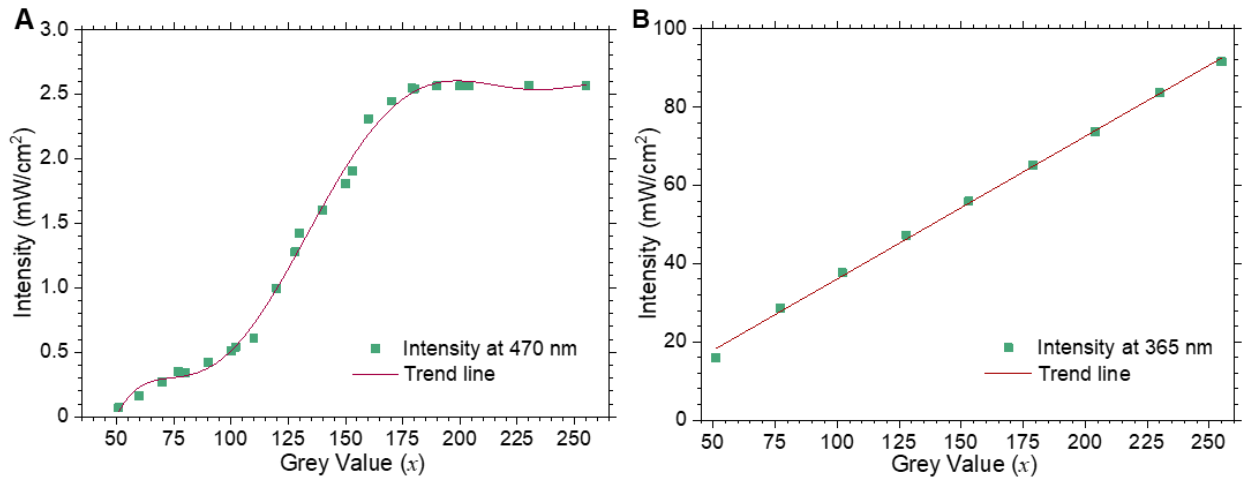 A
3.0
2.5
2.0
1.5
1.0
0.5
0
Intensity (mW/cm²)
Intensity at 470 nm
Trend line
50 75 100 125 150 175 200 225 250
Grey Value (x)
B
100
80
60
40
20
0
Intensity (mW/cm²)
Intensity at 365 nm
Trend line
50 75 100 125 150 175 200 225 250
Grey Value (x)